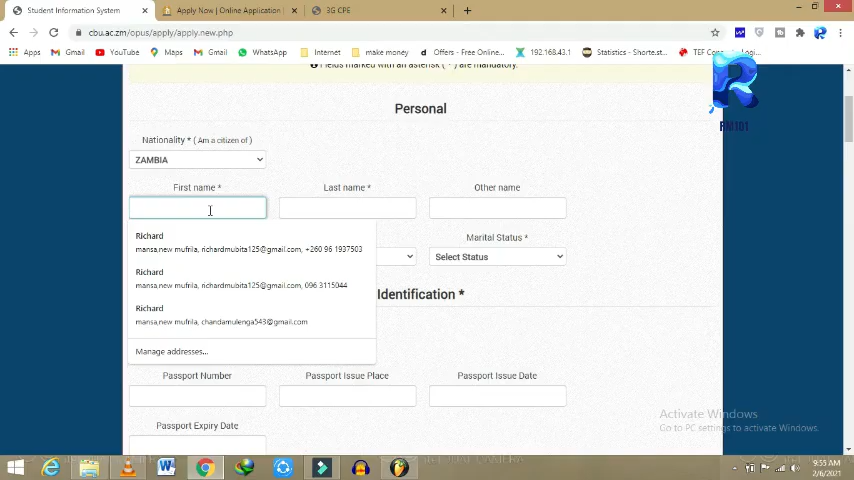 Student Information System
Apply Now | Online Application
3G CPE
cbu.ac.zm/opus/apply/apply.new.php
Apps
Gmail
YouTube
Maps
Gmail
WhatsApp
Internet
make money
Offers - Free Online...
192.168.43.1
Statistics - Shorte.st...
TEF Con
Logi...
Fields marked with an asterisk ( * ) are mandatory.
RM101
Personal
Nationality * ( Am a citizen of )
ZAMBIA
First name *
Last name *
Other name
Marital Status *
Select Status
Richard
mansa,new mufrila, richardmubita125@gmail.com, +260 96 1937503
Richard
mansa,new mufrila, richardmubita125@gmail.com, 096 3115044
Richard
mansa,new mufrila, chandamulenga543@gmail.com
Manage addresses...
Identification *
Passport Number
Passport Issue Place
Passport Issue Date
Passport Expiry Date
Activate Windows
Go to PC settings to activate Windows.
9:55 AM
2/6/2021